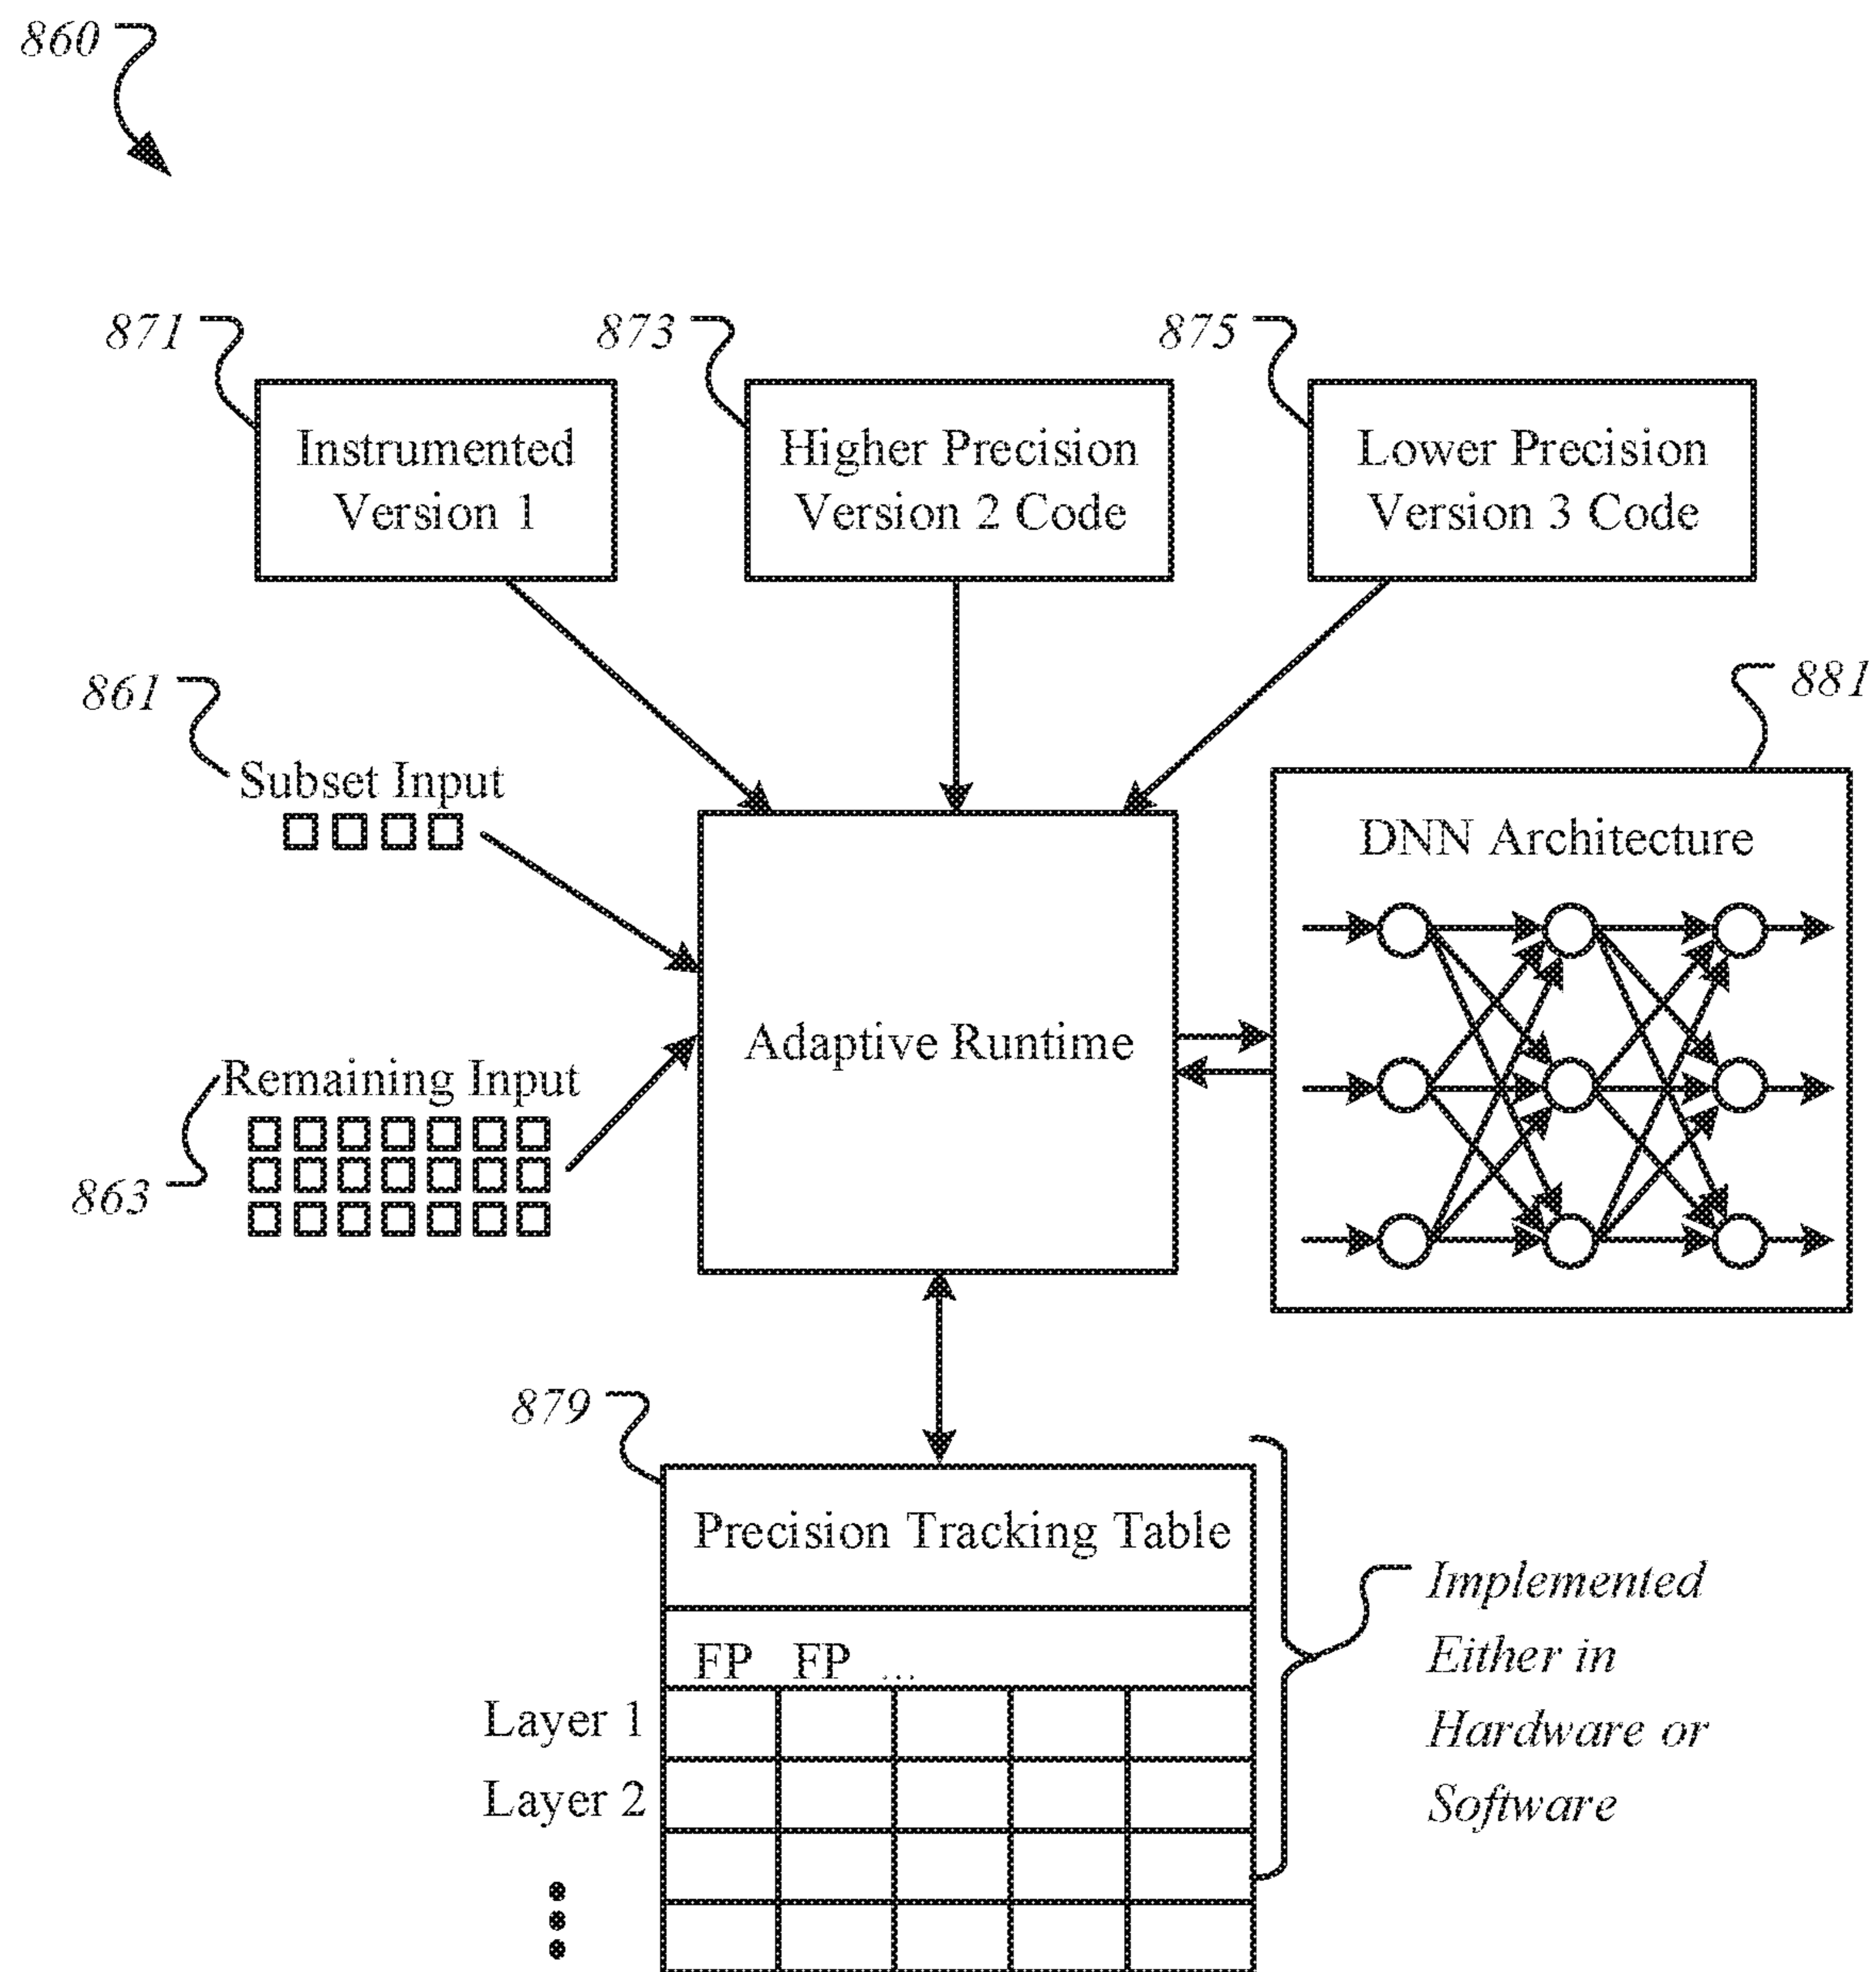 860
871
873
875
Instrumented
Version 1
Higher Precision
Version 2 Code
Lower Precision
Version 3 Code
861
881
Subset Input
DNN Architecture
Adaptive Runtime
Remaining Input
863
879
Precision Tracking Table
FP FP ...
Layer 1
Layer 2
Implemented
Either in
Hardware or
Software